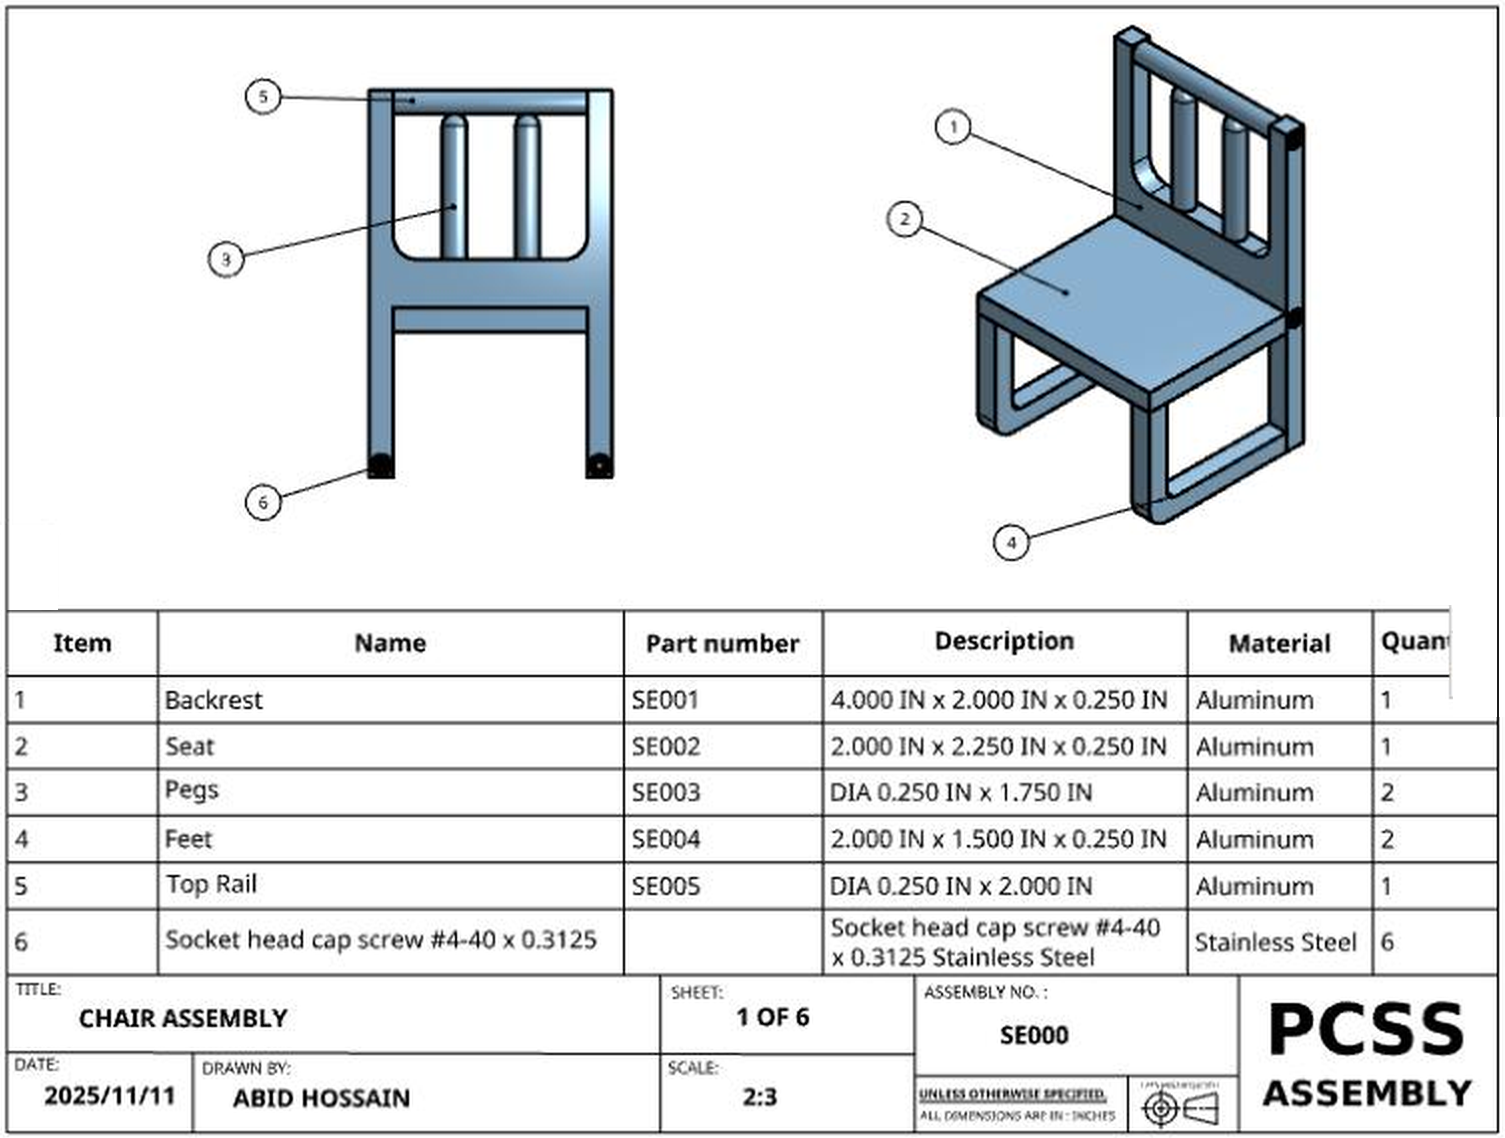 5
1
2
3
6
4
Item Name Part number Description Material Quant
1 Backrest SE001 4.000 IN x 2.000 IN x 0.250 IN Aluminum 1
2 Seat SE002 2.000 IN x 2.250 IN x 0.250 IN Aluminum 1
3 Pegs SE003 DIA 0.250 IN x 1.750 IN Aluminum 2
4 Feet SE004 2.000 IN x 1.500 IN x 0.250 IN Aluminum 2
5 Top Rail SE005 DIA 0.250 IN x 2.000 IN Aluminum 1
6 Socket head cap screw #4-40 x 0.3125 Socket head cap screw #4-40
x 0.3125 Stainless Steel Stainless Steel 6
TITLE:
CHAIR ASSEMBLY
SHEET:
1 OF 6
ASSEMBLY NO. :
SE000
PCSS
ASSEMBLY
DATE:
2025/11/11
DRAWN BY:
ABID HOSSAIN
SCALE:
2:3
UNLESS OTHERWISE SPECIFIED,
ALL DIMENSIONS ARE IN : INCHES